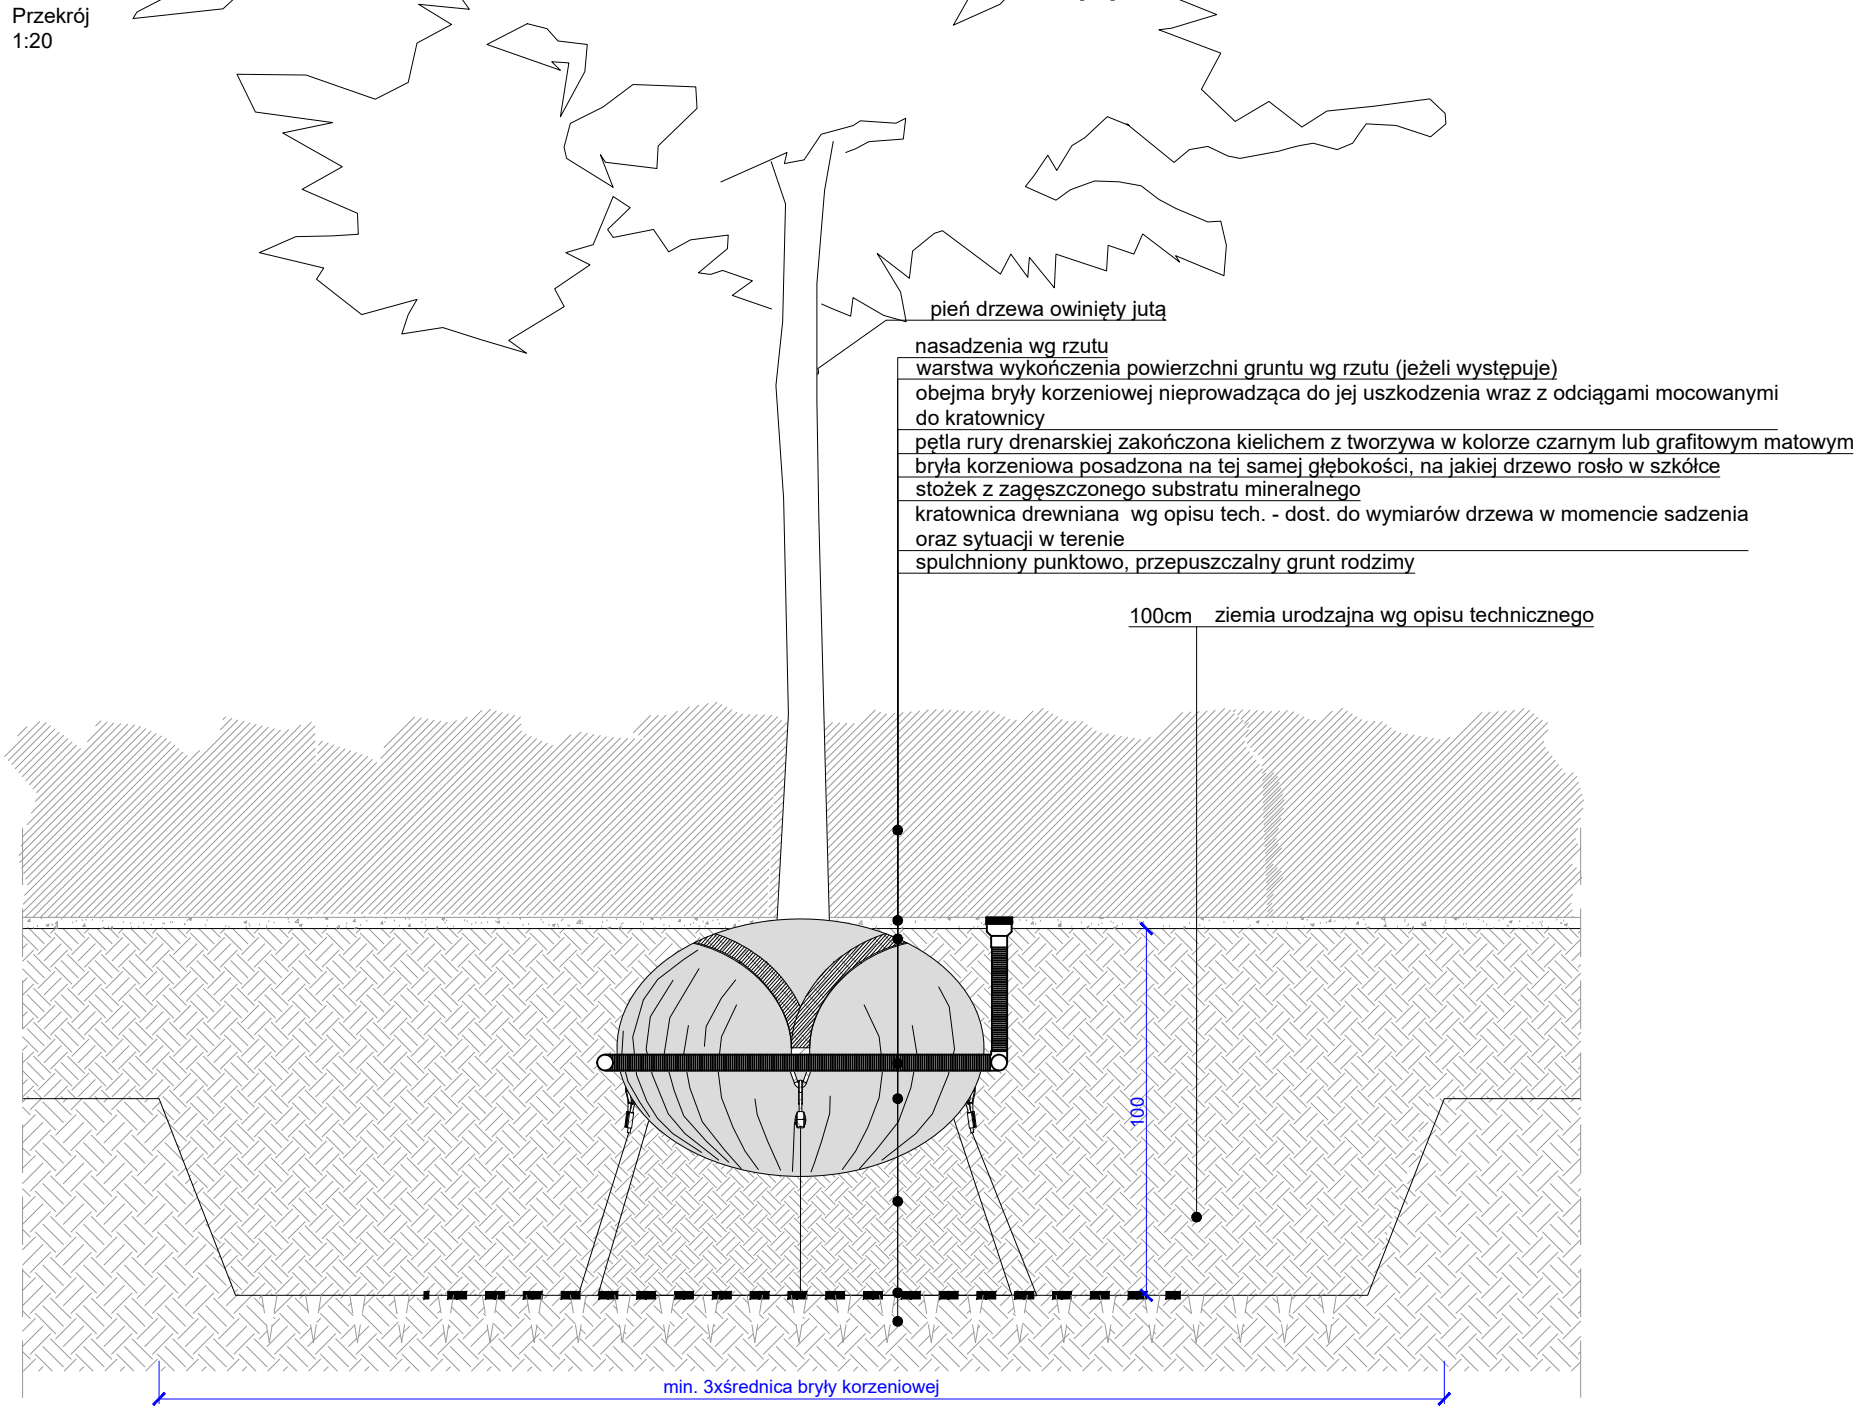 Przekrój
1:20
pień drzewa owinięty jutą
nasadzenia wg rzutu
warstwa wykończenia powierzchni gruntu wg rzutu (jeżeli występuje)
obejma bryły korzeniowej nieprowadząca do jej uszkodzenia wraz z odciągami mocowanymi
do kratownicy
pętla rury drenarskiej zakończona kielichem z tworzywa w kolorze czarnym lub grafitowym matowym
bryła korzeniowa posadzona na tej samej głębokości, na jakiej drzewo rosło w szkółce
stożek z zagęszczonego substratu mineralnego
kratownica drewniana wg opisu tech. - dost. do wymiarów drzewa w momencie sadzenia
oraz sytuacji w terenie
spulchniony punktowo, przepuszczalny grunt rodzimy
100cm ziemia urodzajna wg opisu technicznego
100
min. 3xśrednica bryły korzeniowej